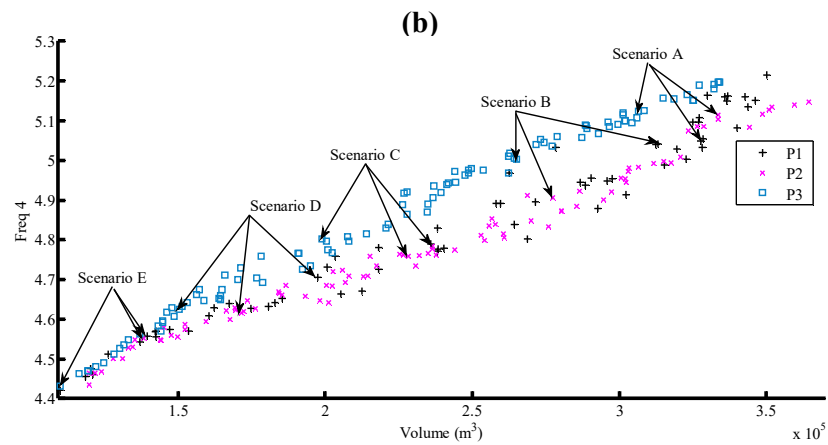 (b)
5.3
5.2
5.1
5
4.9
4.8
4.7
4.6
4.5
4.4
Freq 4
Scenario A
Scenario B
Scenario C
Scenario D
Scenario E
P1
P2
P3
1.5 2 2.5 3 3.5
Volume (m³) x 10⁵